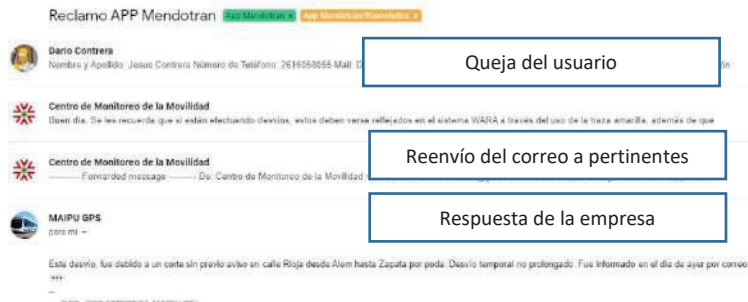 Reclamo APP Mendotran App Mendotran x App Mendotran/Reenviados x
Dario Contrera
Nombre y Apellido: Jesus Contrera Número de Teléfono: 2616058055 Mail:
Queja del usuario
Centro de Monitoreo de la Movilidad
Buen día. Se les recuerda que si están efectuando desvíos, estos deben verse reflejados en el sistema WARA a través del uso de la traza amarilla, además de que
Centro de Monitoreo de la Movilidad
---------- Forwarded message --------- De: Centro de Monitoreo de la Movilidad
Reenvío del correo a pertinentes
MAIPU GPS
para mí
Respuesta de la empresa
Este desvío, fue debido a un corte sin previo aviso en calle Rioja desde Alem hasta Zapata por poda. Desvío temporal no prolongado. Fue informado en el día de ayer por correo